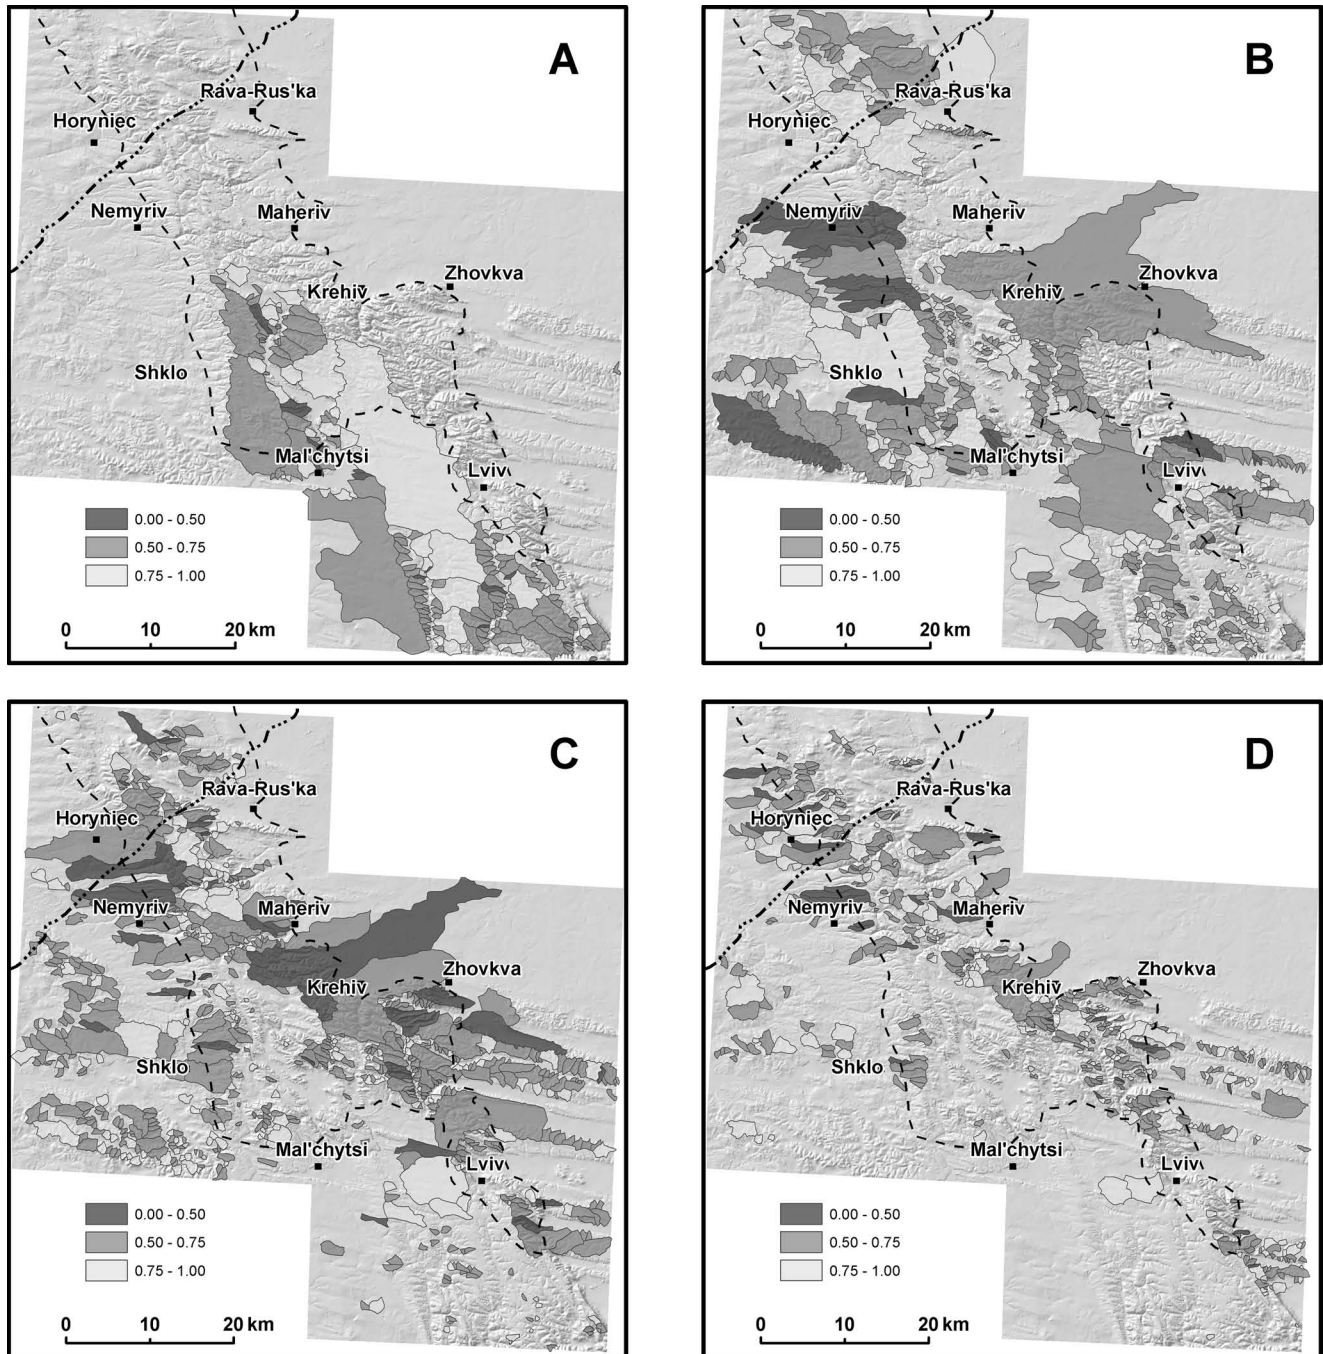 A
Rava-Rus'ka
Horyniec
Nemyriv
Maheriv
Zhovkva
Krehiv
Shklo
Mal'chytsi
Lviv
0.00 - 0.50
0.50 - 0.75
0.75 - 1.00
0 10 20 km
B
Rava-Rus'ka
Horyniec
Nemyriv
Maheriv
Zhovkva
Krehiv
Shklo
Mal'chytsi
Lviv
0.00 - 0.50
0.50 - 0.75
0.75 - 1.00
0 10 20 km
C
Rava-Rus'ka
Horyniec
Nemyriv
Maheriv
Zhovkva
Krehiv
Shklo
Mal'chytsi
Lviv
0.00 - 0.50
0.50 - 0.75
0.75 - 1.00
0 10 20 km
D
Rava-Rus'ka
Horyniec
Nemyriv
Maheriv
Zhovkva
Krehiv
Shklo
Mal'chytsi
Lviv
0.00 - 0.50
0.50 - 0.75
0.75 - 1.00
0 10 20 km